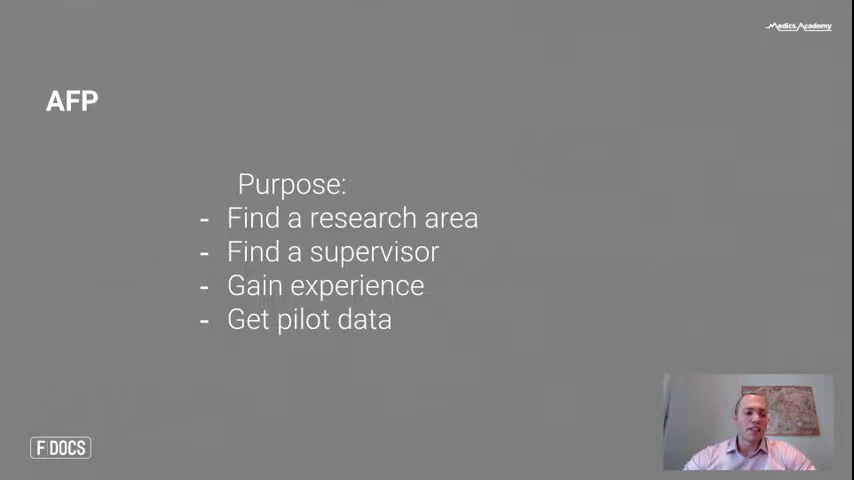 Medics.Academy
AFP
Purpose:
- Find a research area
- Find a supervisor
- Gain experience
- Get pilot data
F|DOCS